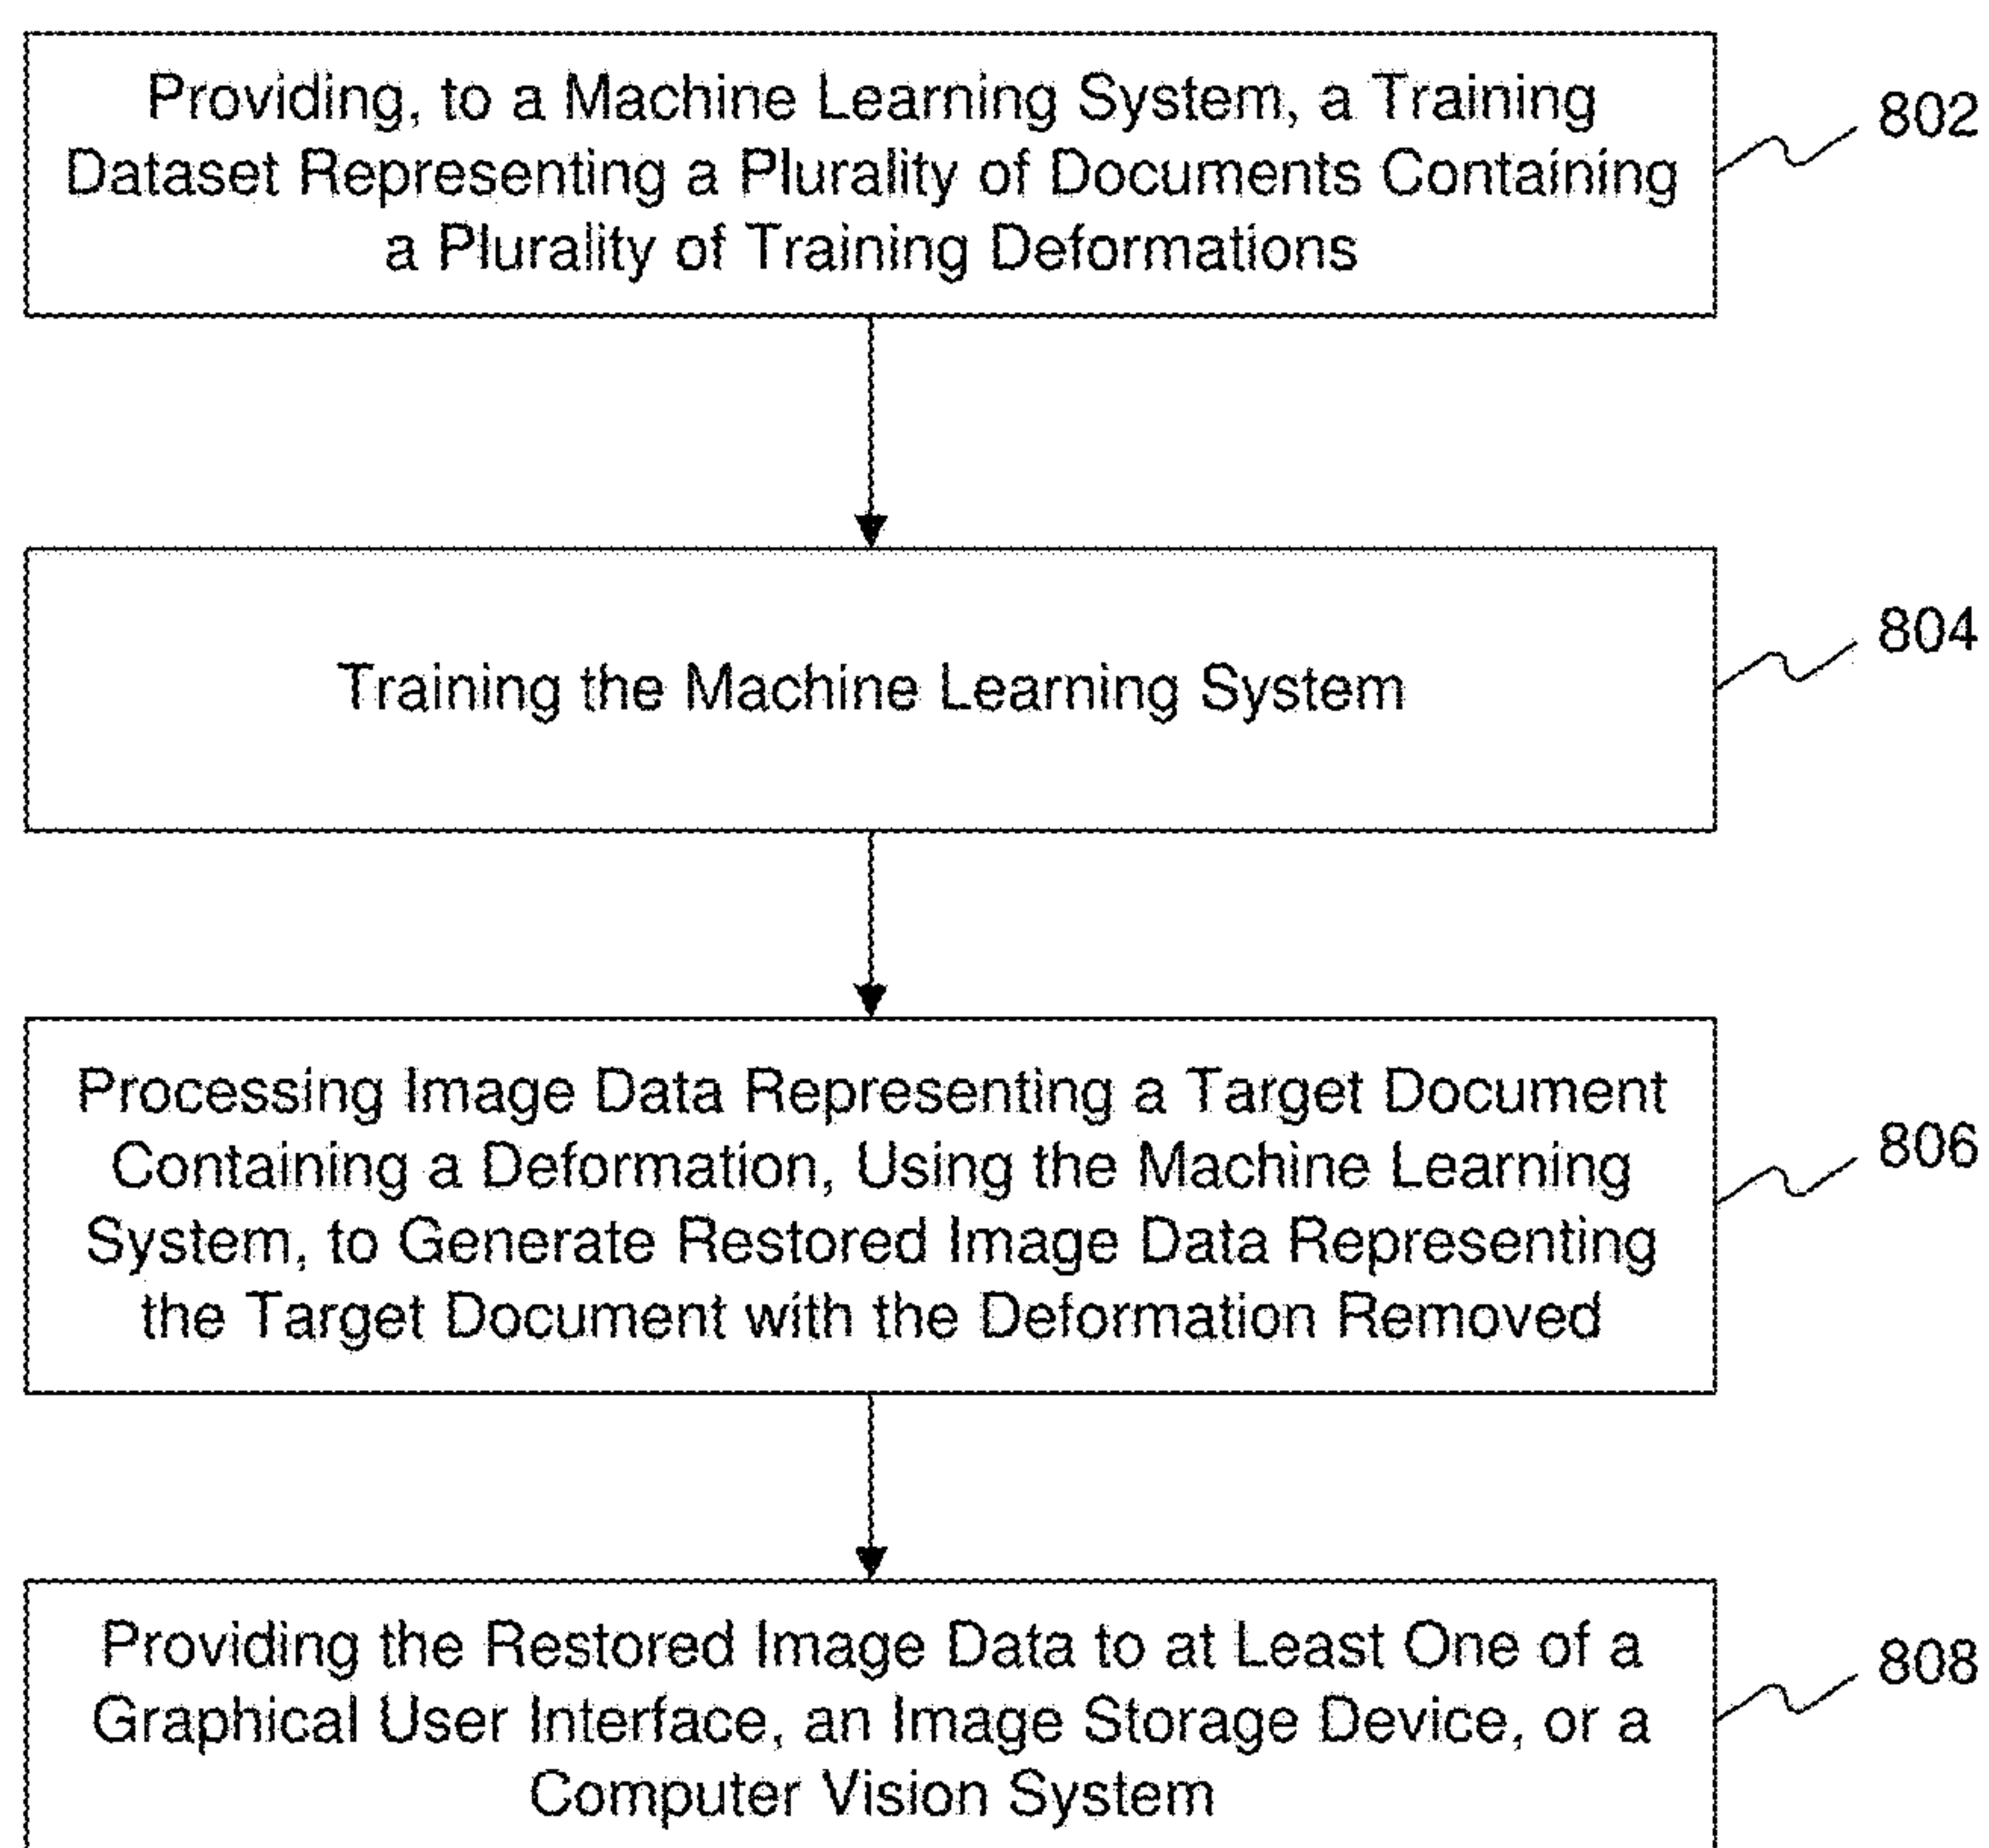 Providing, to a Machine Learning System, a Training
Dataset Representing a Plurality of Documents Containing
a Plurality of Training Deformations
802
Training the Machine Learning System
804
Processing Image Data Representing a Target Document
Containing a Deformation, Using the Machine Learning
System, to Generate Restored Image Data Representing
the Target Document with the Deformation Removed
806
Providing the Restored Image Data to at Least One of a
Graphical User Interface, an Image Storage Device, or a
Computer Vision System
808